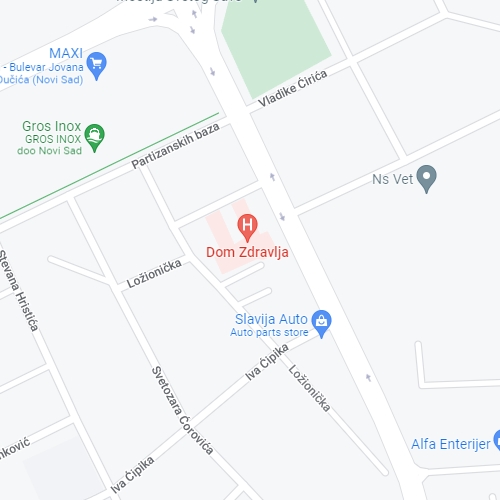 MAXI
- Bulevar Jovana
Dučića (Novi Sad)
Vladike Ćirića
Gros Inox
GROS INOX
doo Novi Sad
Partizanskih baza
Ns Vet
H
Dom Zdravlja
Ložionička
Stevana Hristića
Slavija Auto
Auto parts store
Iva Ćipika
Ložionička
Svetozara Ćorovića
Alfa Enterijer
Iva Ćipika